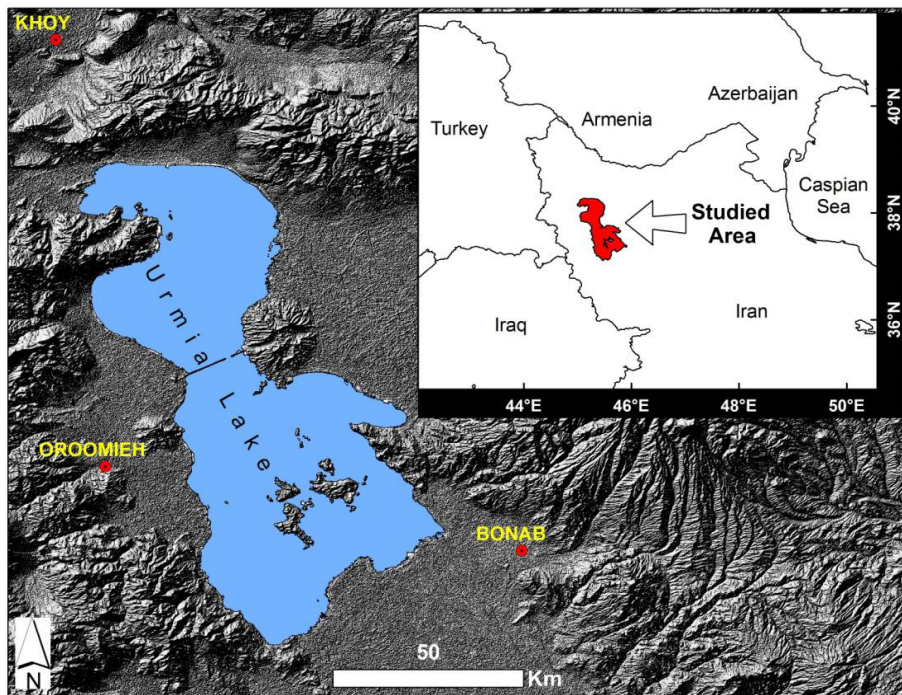 KHOY
Urmia Lake
OROOMIEH
BONAB
N
50
Km
Azerbaijan
Armenia
Turkey
Caspian
Sea
Studied
Area
Iraq
Iran
40°N
38°N
36°N
44°E
46°E
48°E
50°E